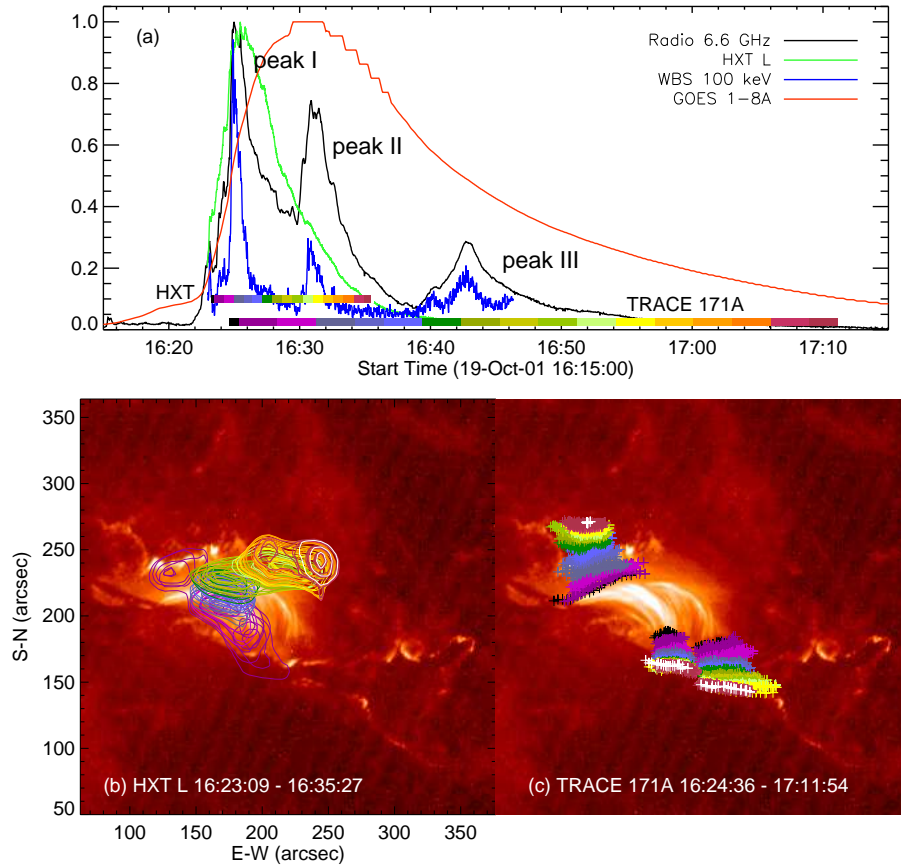 (a)
peak I
peak II
peak III
Radio 6.6 GHz
HXT L
WBS 100 keV
GOES 1-8A
HXT
TRACE 171A
1.0
0.8
0.6
0.4
0.2
0.0
16:20 16:30 16:40 16:50 17:00 17:10
Start Time (19-Oct-01 16:15:00)
S-N (arcsec)
350
300
250
200
150
100
50
(b) HXT L 16:23:09 - 16:35:27
(c) TRACE 171A 16:24:36 - 17:11:54
100 150 200 250 300 350
E-W (arcsec)